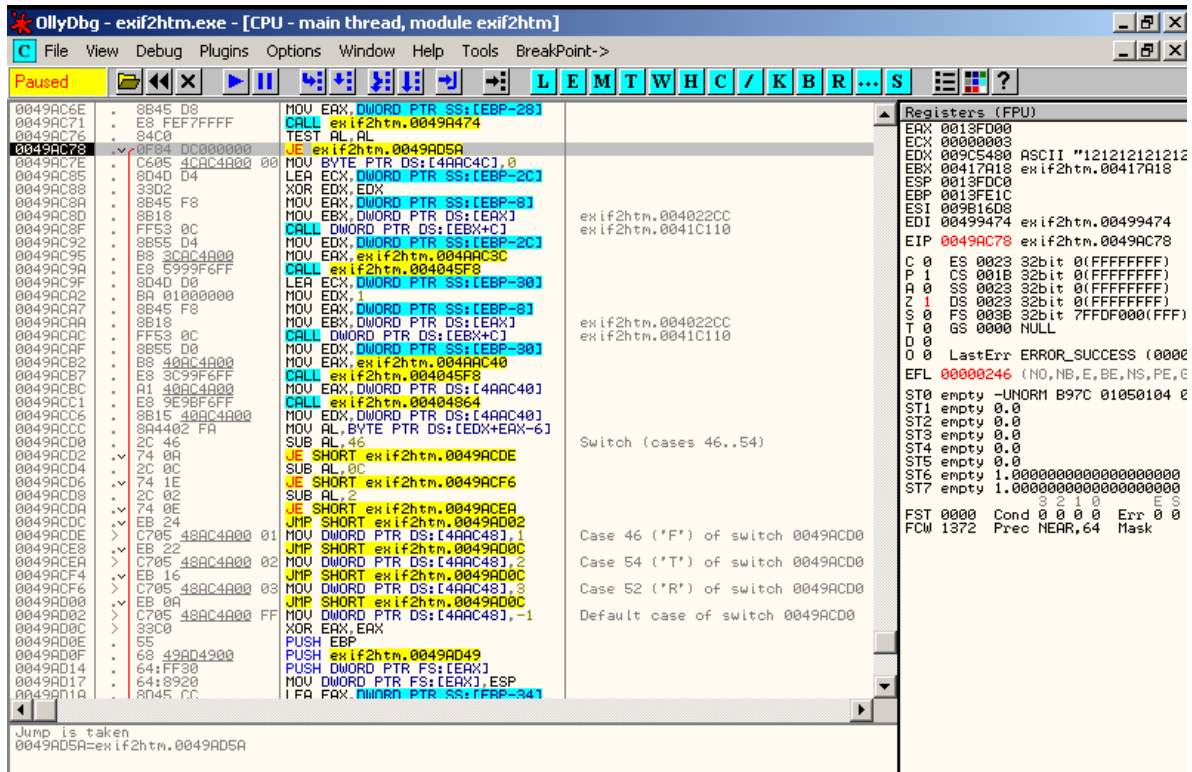 OllyDbg - exif2htm.exe - [CPU - main thread, module exif2htm]
C File View Debug Plugins Options Window Help Tools BreakPoint->
Paused L E M T W H C / K B R ... S ?
0049AC6E . 8B45 D8 MOV EAX,DWORD PTR SS:[EBP-28]
0049AC71 . E8 FEF7FFFF CALL exif2htm.0049A474
0049AC76 . 84C0 TEST AL,AL
0049AC78 .v 0F84 DC000000 JE exif2htm.0049AD5A
0049AC7E . C605 4CAC4A00 00 MOV BYTE PTR DS:[4AAC4C],0
0049AC85 . 8D4D D4 LEA ECX,DWORD PTR SS:[EBP-2C]
0049AC88 . 33D2 XOR EDX,EDX
0049AC8A . 8B45 F8 MOV EAX,DWORD PTR SS:[EBP-8]
0049AC8D . 8B18 MOV EBX,DWORD PTR DS:[EAX] exif2htm.004022CC
0049AC8F . FF53 0C CALL DWORD PTR DS:[EBX+C] exif2htm.0041C110
0049AC92 . 8B55 D4 MOV EDX,DWORD PTR SS:[EBP-2C]
0049AC95 . B8 3CAC4A00 MOV EAX,exif2htm.004AAC3C
0049AC9A . E8 5999F6FF CALL exif2htm.004045F8
0049AC9F . 8D4D D0 LEA ECX,DWORD PTR SS:[EBP-30]
0049ACA2 . BA 01000000 MOV EDX,1
0049ACA7 . 8B45 F8 MOV EAX,DWORD PTR SS:[EBP-8]
0049ACAA . 8B18 MOV EBX,DWORD PTR DS:[EAX] exif2htm.004022CC
0049ACAC . FF53 0C CALL DWORD PTR DS:[EBX+C] exif2htm.0041C110
0049ACAF . 8B55 D0 MOV EDX,DWORD PTR SS:[EBP-30]
0049ACB2 . B8 40AC4A00 MOV EAX,exif2htm.004AAC40
0049ACB7 . E8 3C99F6FF CALL exif2htm.004045F8
0049ACBC . A1 40AC4A00 MOV EAX,DWORD PTR DS:[4AAC40]
0049ACC1 . E8 9E9BF6FF CALL exif2htm.00404864
0049ACC6 . 8B15 40AC4A00 MOV EDX,DWORD PTR DS:[4AAC40]
0049ACCC . 8A4402 FA MOV AL,BYTE PTR DS:[EDX+EAX-6]
0049ACD0 . 2C 46 SUB AL,46 Switch (cases 46..54)
0049ACD2 .v 74 0A JE SHORT exif2htm.0049ACDE
0049ACD4 . 2C 0C SUB AL,0C
0049ACD6 .v 74 1E JE SHORT exif2htm.0049ACF6
0049ACD8 . 2C 02 SUB AL,2
0049ACDA .v 74 0E JE SHORT exif2htm.0049ACEA
0049ACDC .v EB 24 JMP SHORT exif2htm.0049AD02
0049ACDE > C705 48AC4A00 01 MOV DWORD PTR DS:[4AAC48],1 Case 46 ('F') of switch 0049ACD0
0049ACE8 .v EB 22 JMP SHORT exif2htm.0049AD0C
0049ACEA > C705 48AC4A00 02 MOV DWORD PTR DS:[4AAC48],2 Case 54 ('T') of switch 0049ACD0
0049ACF4 .v EB 16 JMP SHORT exif2htm.0049AD0C
0049ACF6 > C705 48AC4A00 03 MOV DWORD PTR DS:[4AAC48],3 Case 52 ('R') of switch 0049ACD0
0049AD00 .v EB 0A JMP SHORT exif2htm.0049AD0C
0049AD02 > C705 48AC4A00 FF MOV DWORD PTR DS:[4AAC48],-1 Default case of switch 0049ACD0
0049AD0C > 33C0 XOR EAX,EAX
0049AD0E . 55 PUSH EBP
0049AD0F . 68 49AD4900 PUSH exif2htm.0049AD49
0049AD14 . 64:FF30 PUSH DWORD PTR FS:[EAX]
0049AD17 . 64:8920 MOV DWORD PTR FS:[EAX],ESP
0049AD1A . 8D45 CC LEA EAX,DWORD PTR SS:[EBP-34]
Jump is taken
0049AD5A=exif2htm.0049AD5A
Registers (FPU)
EAX 0013FD00
ECX 00000003
EDX 009C5480 ASCII "1212121212121
EBX 00417A18 exif2htm.00417A18
ESP 0013FDC0
EBP 0013FE1C
ESI 009B16D8
EDI 00499474 exif2htm.00499474
EIP 0049AC78 exif2htm.0049AC78
C 0 ES 0023 32bit 0(FFFFFFFF)
P 1 CS 001B 32bit 0(FFFFFFFF)
A 0 SS 0023 32bit 0(FFFFFFFF)
Z 1 DS 0023 32bit 0(FFFFFFFF)
S 0 FS 003B 32bit 7FFDF000(FFF)
T 0 GS 0000 NULL
D 0
O 0 LastErr ERROR_SUCCESS (0000
EFL 00000246 (NO,NB,E,BE,NS,PE,G
ST0 empty -UNORM B97C 01050104 0
ST1 empty 0.0
ST2 empty 0.0
ST3 empty 0.0
ST4 empty 0.0
ST5 empty 0.0
ST6 empty 1.0000000000000000000
ST7 empty 1.0000000000000000000
3 2 1 0 E S
FST 0000 Cond 0 0 0 0 Err 0 0
FCW 1372 Prec NEAR,64 Mask